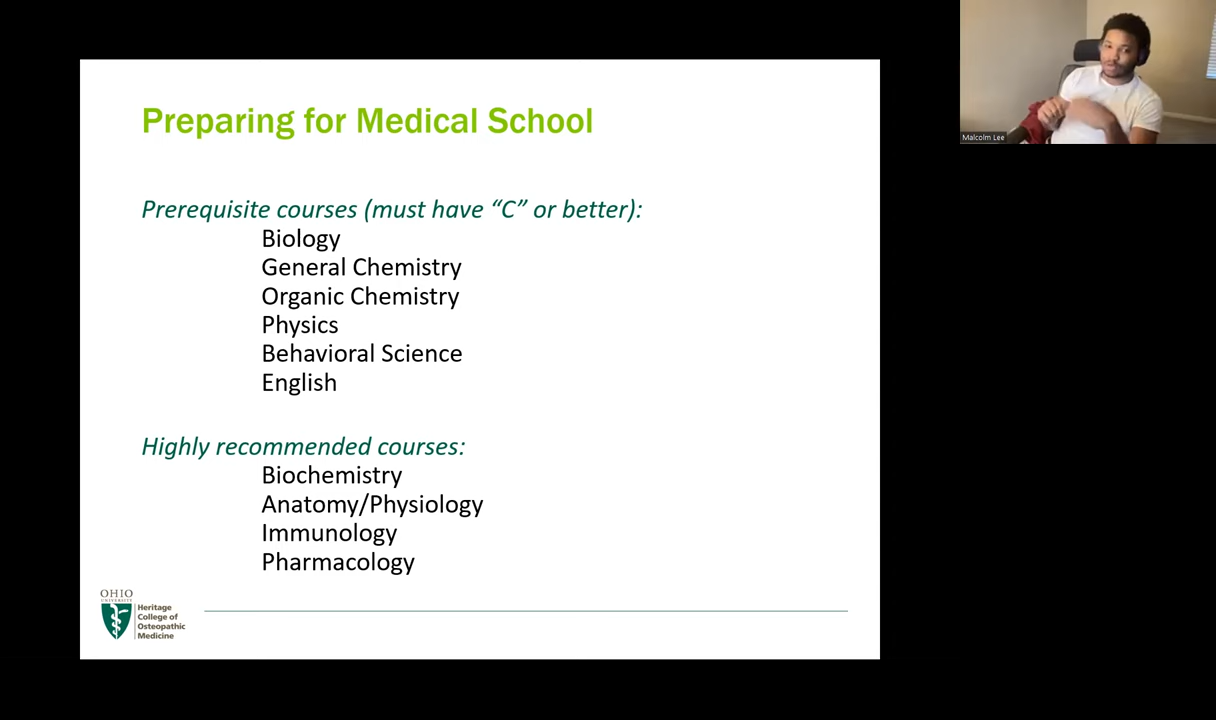 Preparing for Medical School
Prerequisite courses (must have “C” or better):
Biology
General Chemistry
Organic Chemistry
Physics
Behavioral Science
English
Highly recommended courses:
Biochemistry
Anatomy/Physiology
Immunology
Pharmacology
OHIO
UNIVERSITY
Heritage
College of
Osteopathic
Medicine
Malcolm Lee